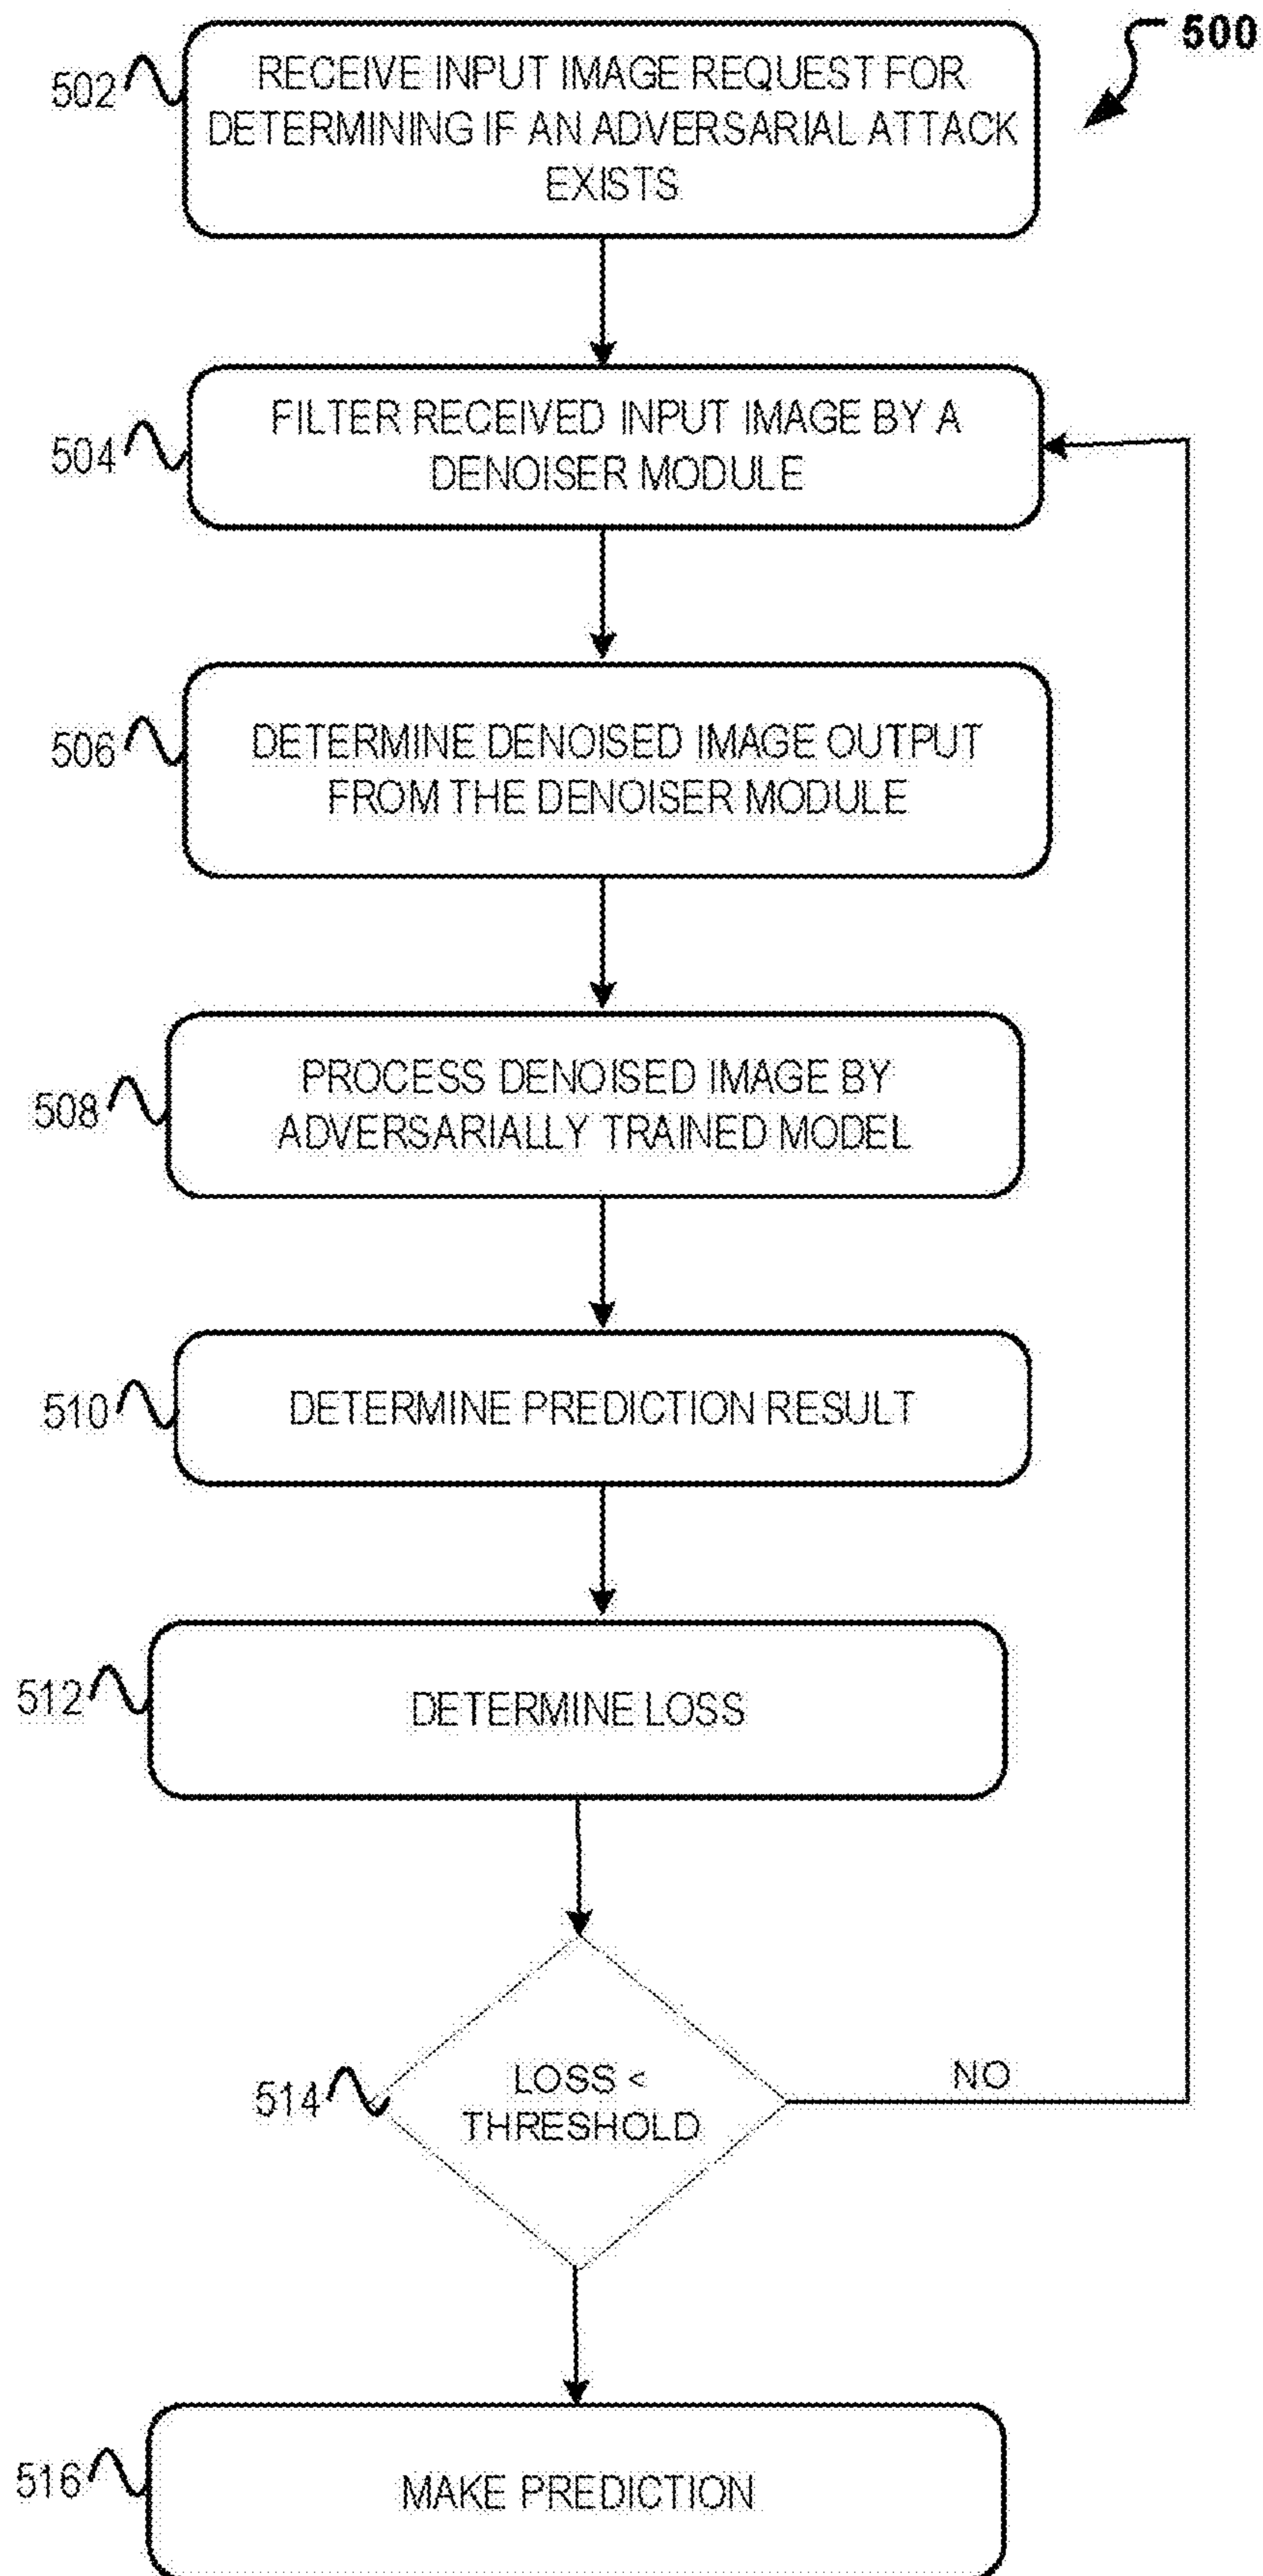 500
502
RECEIVE INPUT IMAGE REQUEST FOR
DETERMINING IF AN ADVERSARIAL ATTACK
EXISTS
504
FILTER RECEIVED INPUT IMAGE BY A
DENOISER MODULE
506
DETERMINE DENOISED IMAGE OUTPUT
FROM THE DENOISER MODULE
508
PROCESS DENOISED IMAGE BY
ADVERSARIALLY TRAINED MODEL
510
DETERMINE PREDICTION RESULT
512
DETERMINE LOSS
514
LOSS <
THRESHOLD
NO
516
MAKE PREDICTION